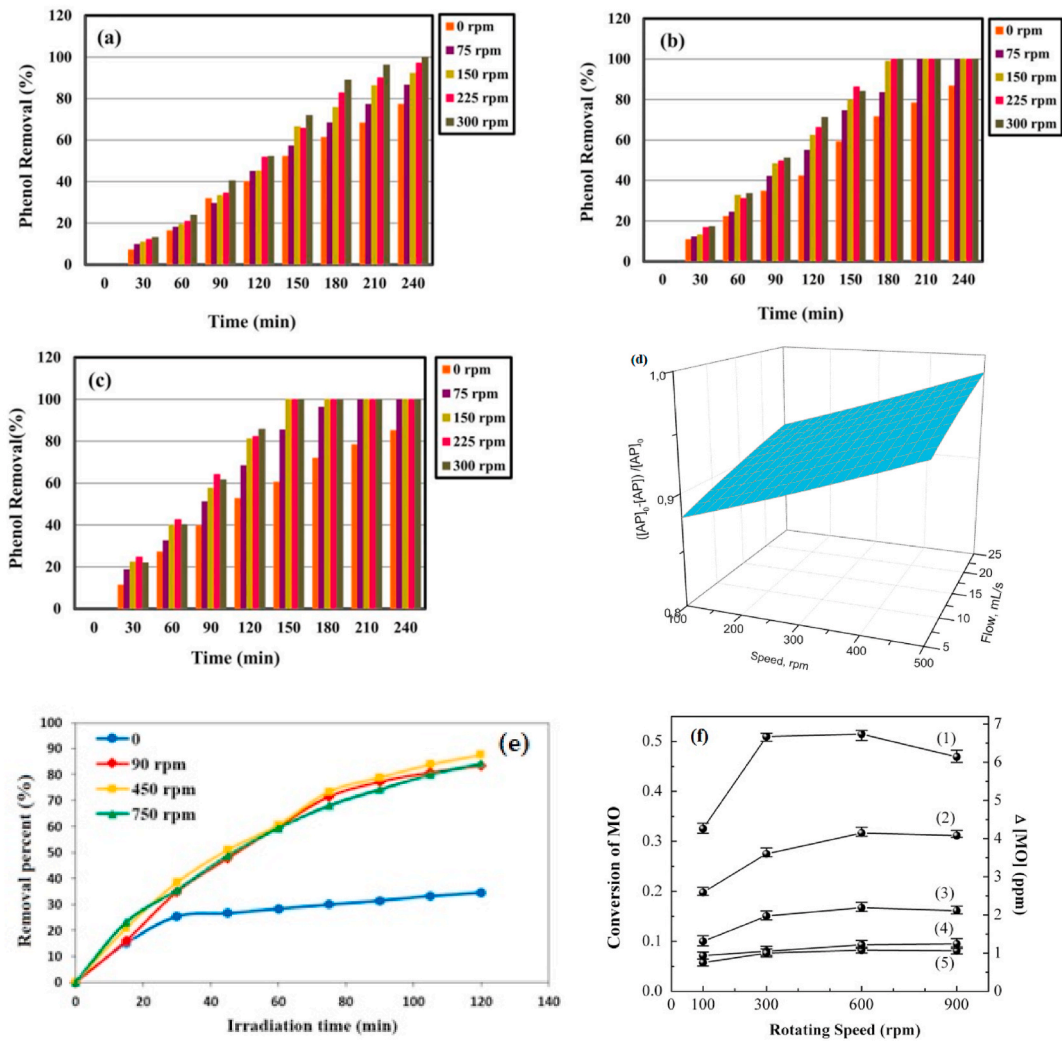 (a)
120
100
80
60
40
20
0
Phenol Removal (%)
0 30 60 90 120 150 180 210 240
Time (min)
0 rpm
75 rpm
150 rpm
225 rpm
300 rpm
(b)
120
100
80
60
40
20
0
Phenol Removal (%)
0 30 60 90 120 150 180 210 240
Time (min)
0 rpm
75 rpm
150 rpm
225 rpm
300 rpm
(c)
120
100
80
60
40
20
0
Phenol Removal(%)
0 30 60 90 120 150 180 210 240
Time (min)
0 rpm
75 rpm
150 rpm
225 rpm
300 rpm
(d)
1,0
0,9
0,8
([AP]₀-[AP]) /[AP]₀
100 200 300 400 500
Speed, rpm
5 10 15 20 25
Flow, mL/s
(e)
100
90
80
70
60
50
40
30
20
10
0
Removal percent (%)
0 20 40 60 80 100 120 140
Irradiation time (min)
0
90 rpm
450 rpm
750 rpm
(f)
0.5
0.4
0.3
0.2
0.1
0.0
Conversion of MO
(1)
(2)
(3)
(4)
(5)
7
6
5
4
3
2
1
0
Δ [MO] (ppm)
0 100 300 600 900
Rotating Speed (rpm)